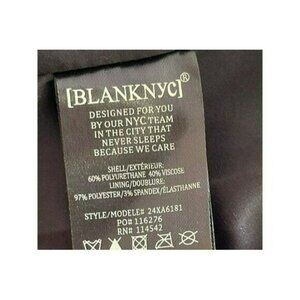 [BLANKNYC]®
DESIGNED FOR YOU
BY OUR NYC TEAM
IN THE CITY THAT
NEVER SLEEPS
BECAUSE WE CARE
SHELL/EXTÉRIEUR:
60% POLYURETHANE 40% VISCOSE
LINING/DOUBLURE:
97% POLYESTER/3% SPANDEX/ÉLASTHANNE
STYLE/MODELE# 24XA6181
PO# 116276
RN# 114542